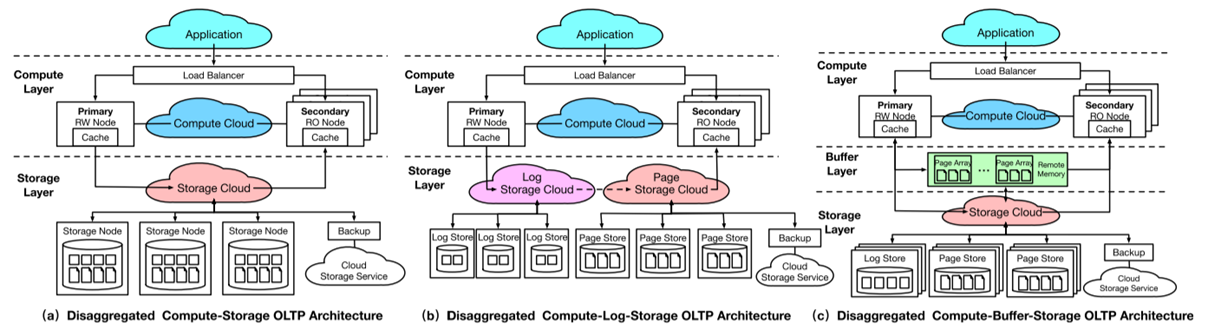 Application
Compute
Layer
Load Balancer
Primary
RW Node
Cache
Compute Cloud
Secondary
RO Node
Cache
Storage
Layer
Storage Cloud
Storage Node
Storage Node
Storage Node
Backup
Cloud
Storage Service
(a) Disaggregated Compute-Storage OLTP Architecture
Application
Compute
Layer
Load Balancer
Primary
RW Node
Cache
Compute Cloud
Secondary
RO Node
Cache
Storage
Layer
Log
Storage Cloud
Page
Storage Cloud
Log Store
Log Store
Log Store
Page Store
Page Store
Page Store
Backup
Cloud
Storage Service
(b) Disaggregated Compute-Log-Storage OLTP Architecture
Application
Compute
Layer
Load Balancer
Primary
RW Node
Cache
Compute Cloud
Secondary
RO Node
Cache
Buffer
Layer
Page Array
...
Page Array
Remote
Memory
Storage
Layer
Storage Cloud
Log Store
Page Store
Page Store
Backup
Cloud
Storage Service
(c) Disaggregated Compute-Buffer-Storage OLTP Architecture